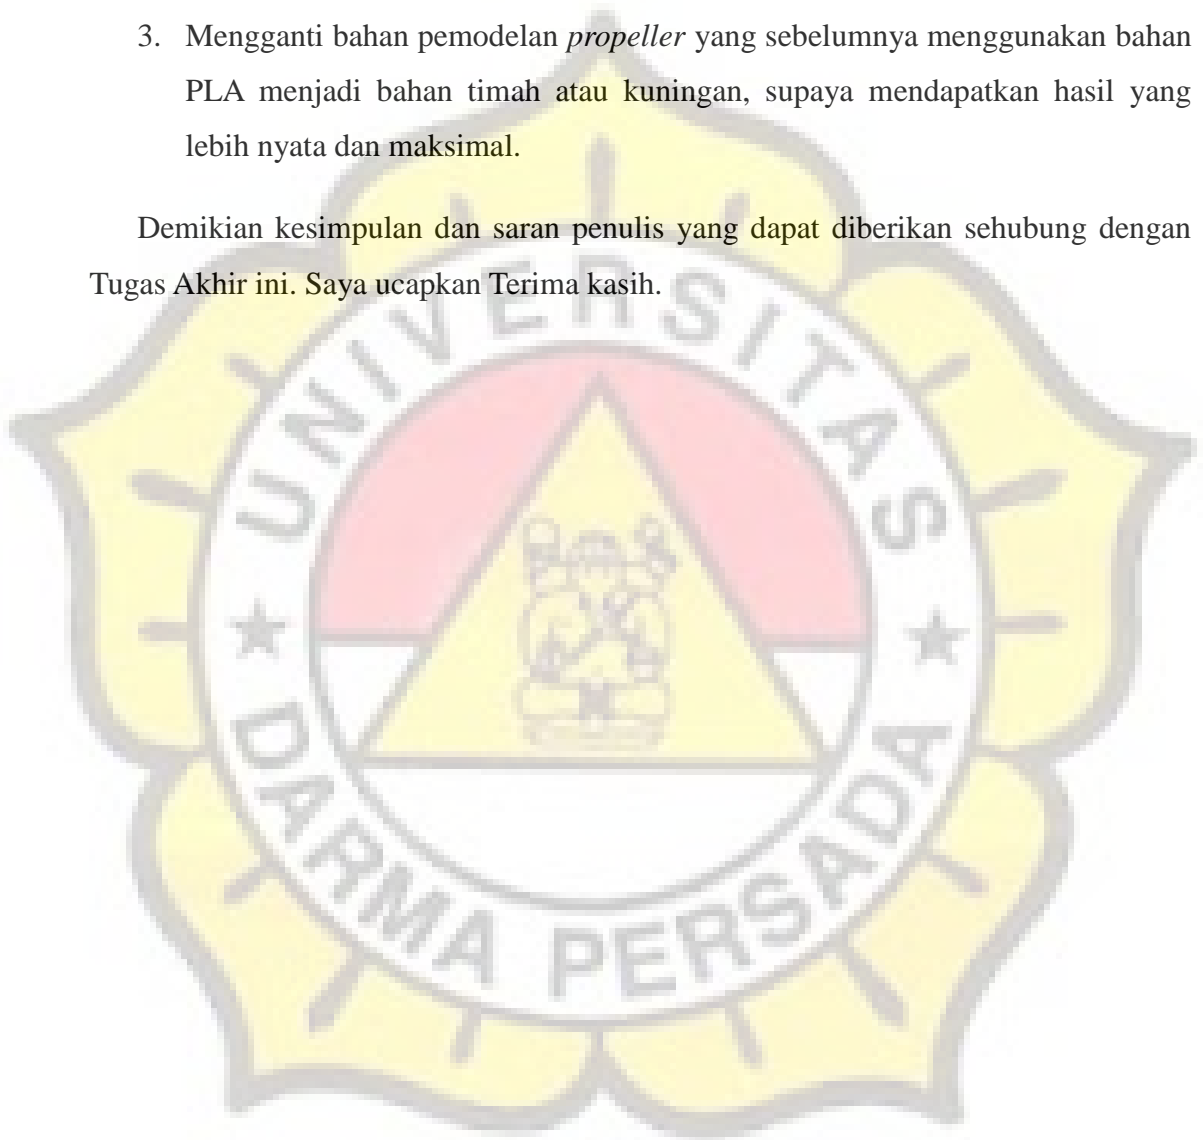 3. Mengganti bahan pemodelan propeller yang sebelumnya menggunakan bahan
PLA menjadi bahan timah atau kuningan, supaya mendapatkan hasil yang
lebih nyata dan maksimal.
Demikian kesimpulan dan saran penulis yang dapat diberikan sehubung dengan
Tugas Akhir ini. Saya ucapkan Terima kasih.
UNIVERSITAS
DARMA PERSADA